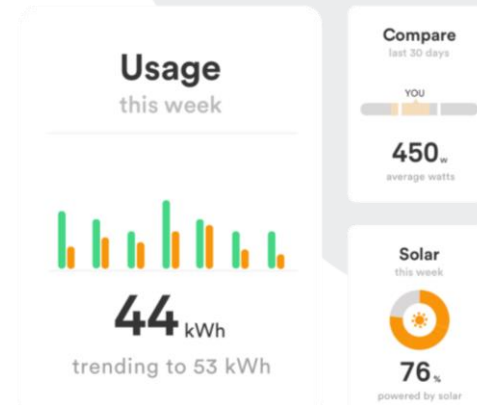 Usage
this week
44 kWh
trending to 53 kWh
Compare
last 30 days
YOU
450 w
average watts
Solar
this week
76 %
powered by solar